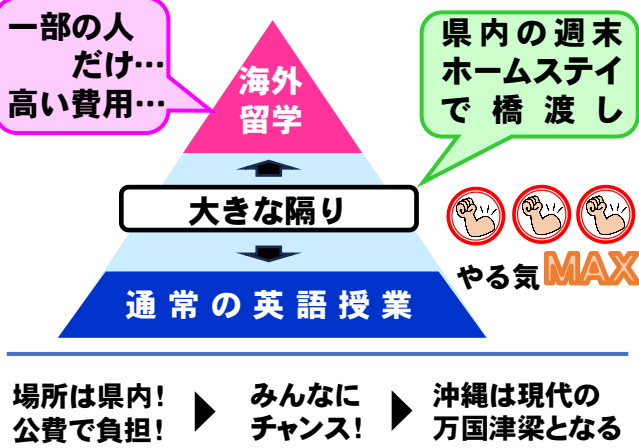 一部の人
だけ…
高い費用…
県内の週末
ホームステイ
で橋渡し
海外
留学
大きな隔り
やる気MAX
通常の英語授業
場所は県内!
公費で負担!
みんなに
チャンス!
沖縄は現代の
万国津梁となる